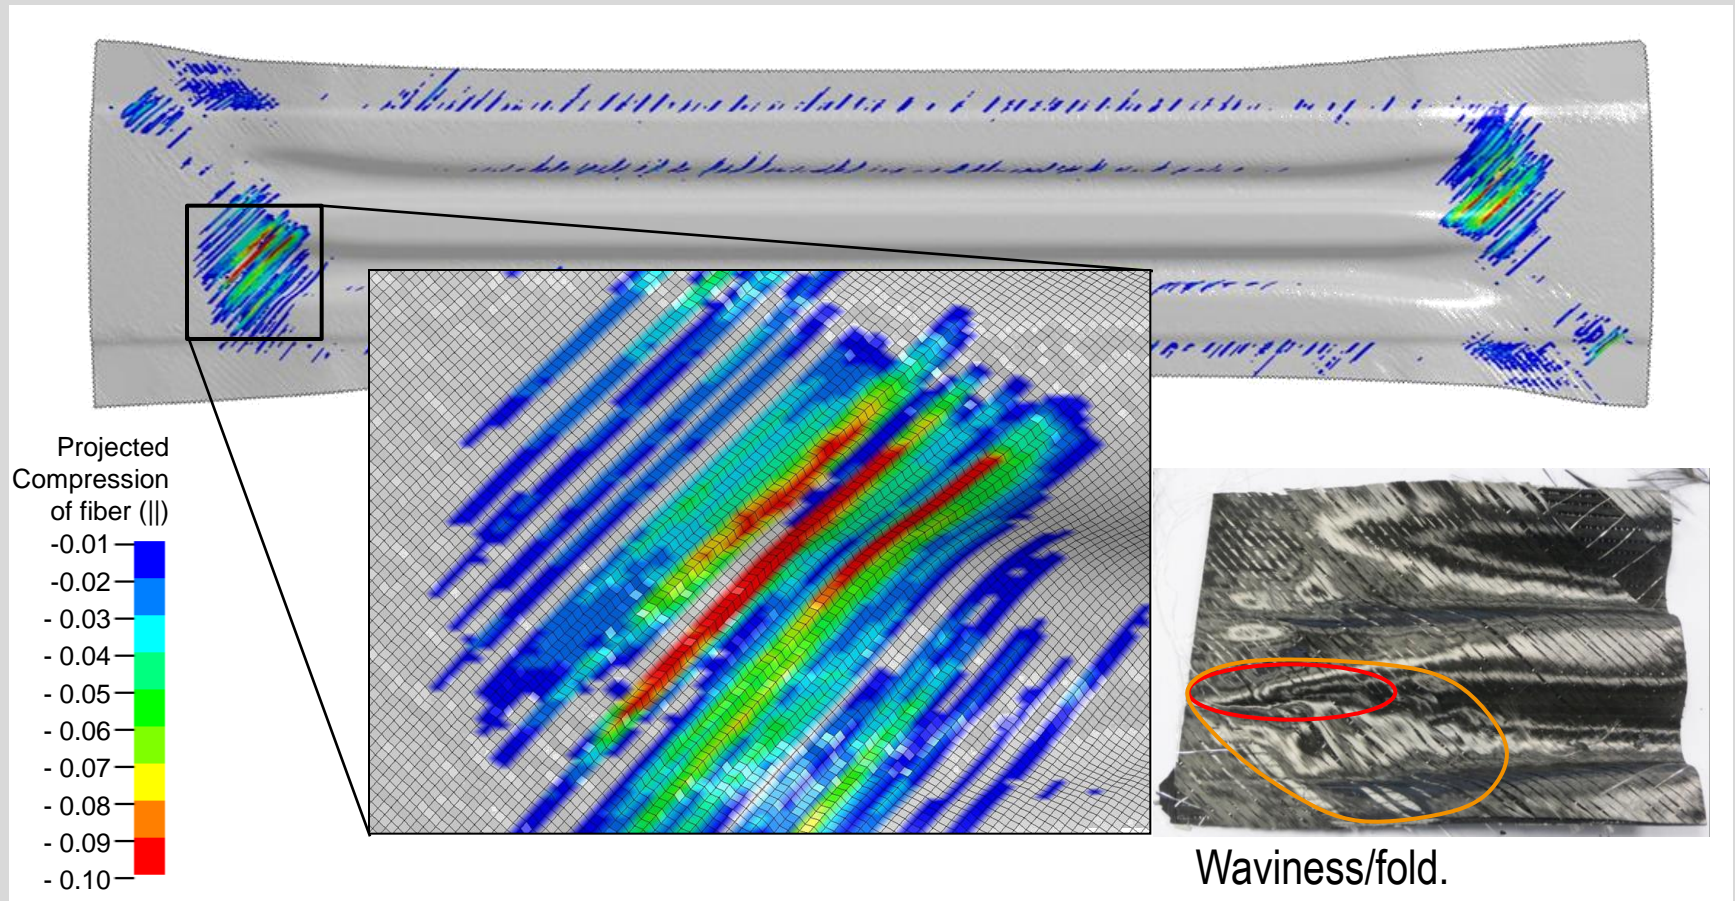 Projected
Compression
of fiber (||)
-0.01
-0.02
- 0.03
- 0.04
- 0.05
- 0.06
- 0.07
- 0.08
- 0.09
- 0.10
Waviness/fold.